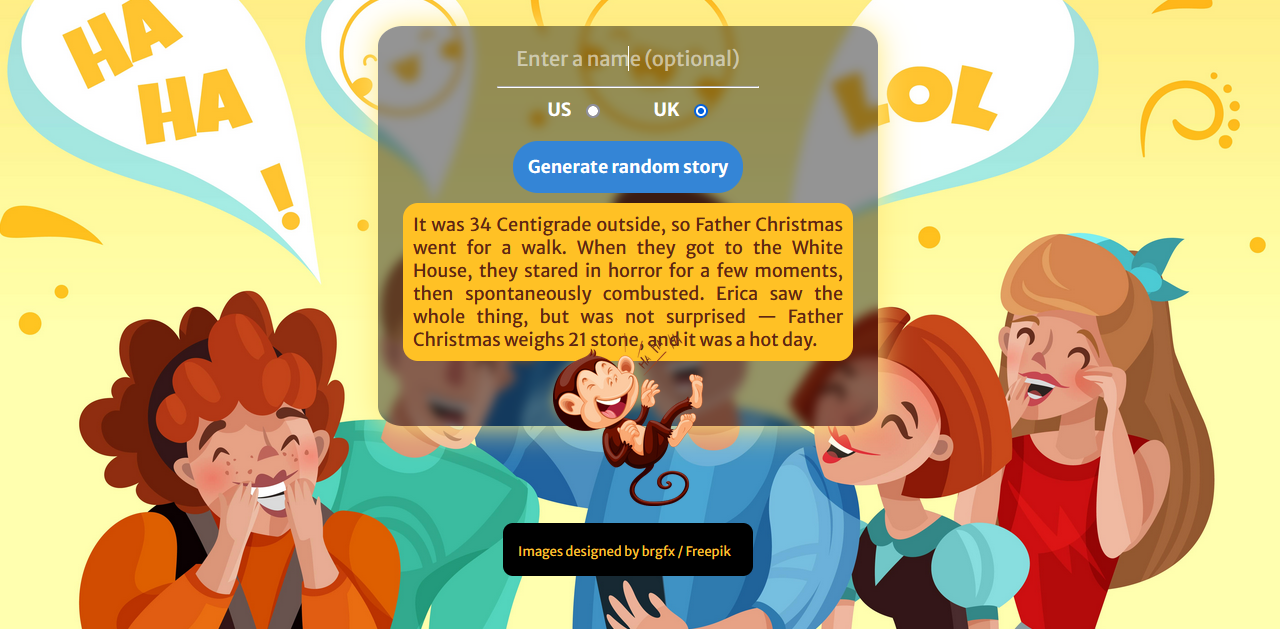 HA
HA
!
LOL
Enter a name (optional)
US UK
Generate random story
It was 34 Centigrade outside, so Father Christmas
went for a walk. When they got to the White
House, they stared in horror for a few moments,
then spontaneously combusted. Erica saw the
whole thing, but was not surprised — Father
Christmas weighs 21 stone, and it was a hot day.
HA HA HA
Images designed by brgfx / Freepik